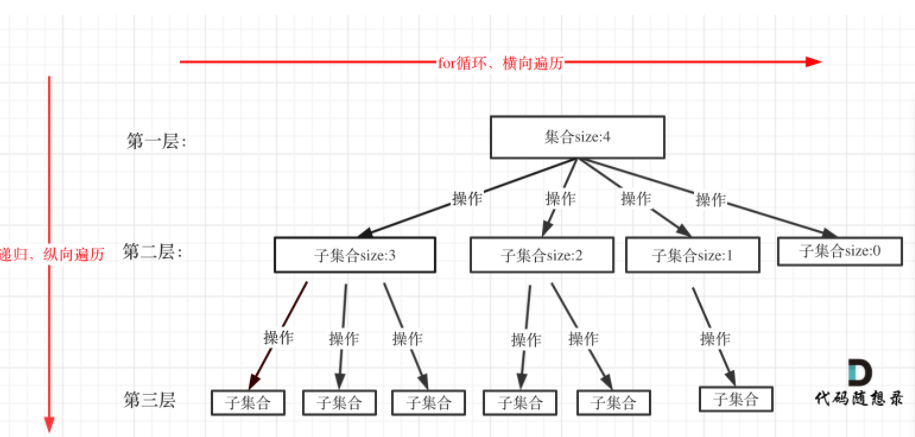 for循环，横向遍历
第一层：
集合size:4
操作
操作
操作
操作
递归，纵向遍历
第二层：
子集合size:3
子集合size:2
子集合size:1
子集合size:0
操作
操作
操作
操作
操作
操作
第三层
子集合
子集合
子集合
子集合
子集合
子集合
代码随想录